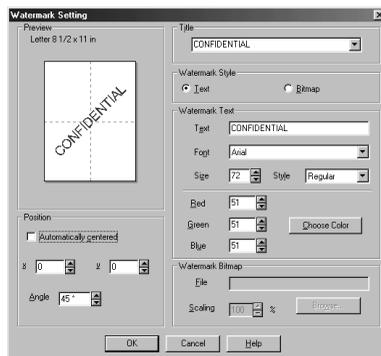 Watermark Setting
Preview
Letter 8 1/2 x 11 in
CONFIDENTIAL
Position
Automatically centered
x 0 y 0
Angle 45 °
Title
CONFIDENTIAL
Watermark Style
Text Bitmap
Watermark Text
Text CONFIDENTIAL
Font Arial
Size 72 Style Regular
Red 51
Green 51 Choose Color
Blue 51
Watermark Bitmap
File
Scaling 100 % Browse...
OK Cancel Help